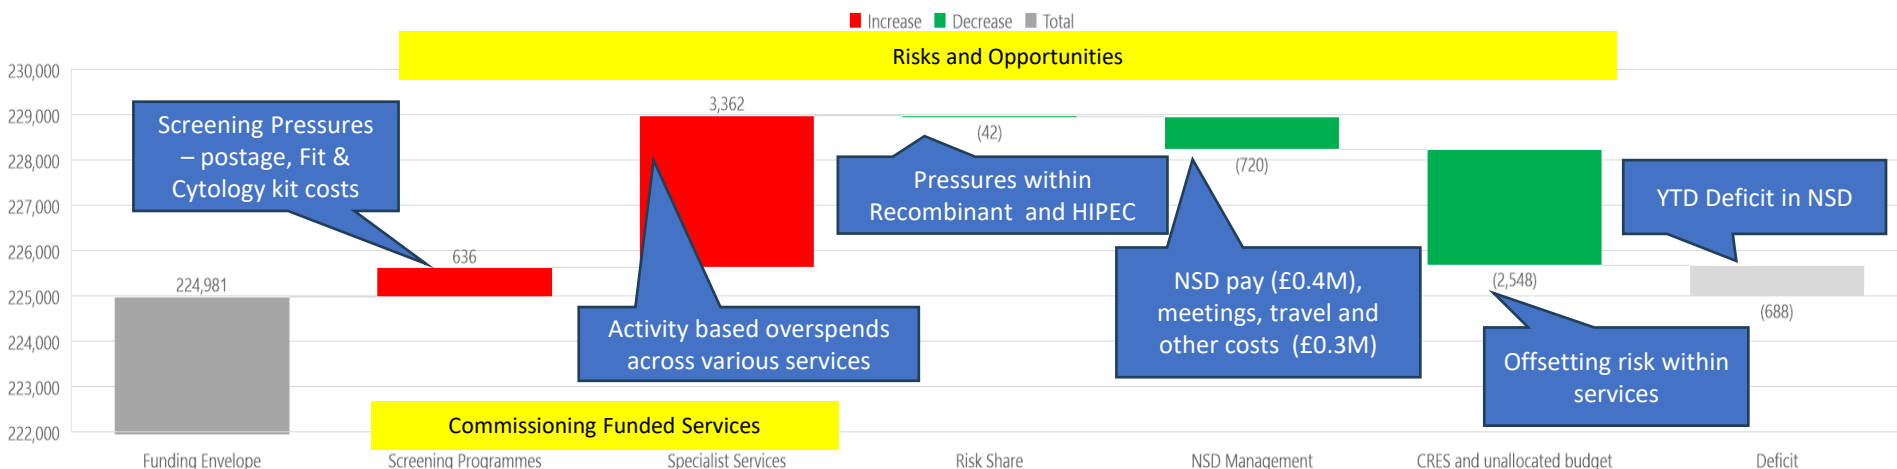 Increase Decrease Total
Risks and Opportunities
230,000
229,000
228,000
227,000
226,000
225,000
224,000
223,000
222,000
Screening Pressures
– postage, Fit &
Cytology kit costs
224,981
636
3,362
Activity based overspends
across various services
(42)
Pressures within
Recombinant and HIPEC
(720)
NSD pay (£0.4M),
meetings, travel and
other costs (£0.3M)
(2,548)
Offsetting risk within
services
YTD Deficit in NSD
(688)
Commissioning Funded Services
Funding Envelope
Screening Programmes
Specialist Services
Risk Share
NSD Management
CRES and unallocated budget
Deficit